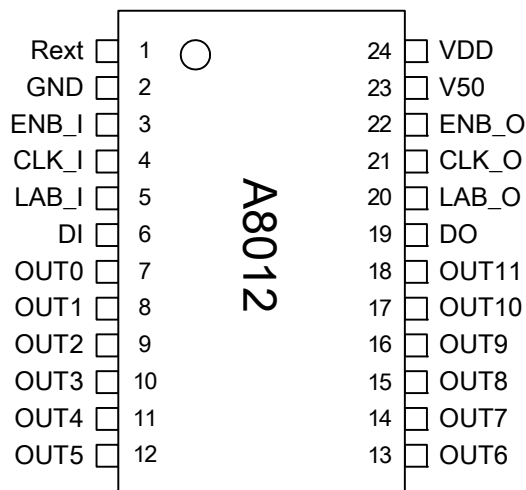 Rext 1 24 VDD
GND 2 23 V50
ENB_I 3 22 ENB_O
CLK_I 4 21 CLK_O
LAB_I 5 20 LAB_O
DI 6 19 DO
OUT0 7 18 OUT11
OUT1 8 17 OUT10
OUT2 9 16 OUT9
OUT3 10 15 OUT8
OUT4 11 14 OUT7
OUT5 12 13 OUT6
A8012